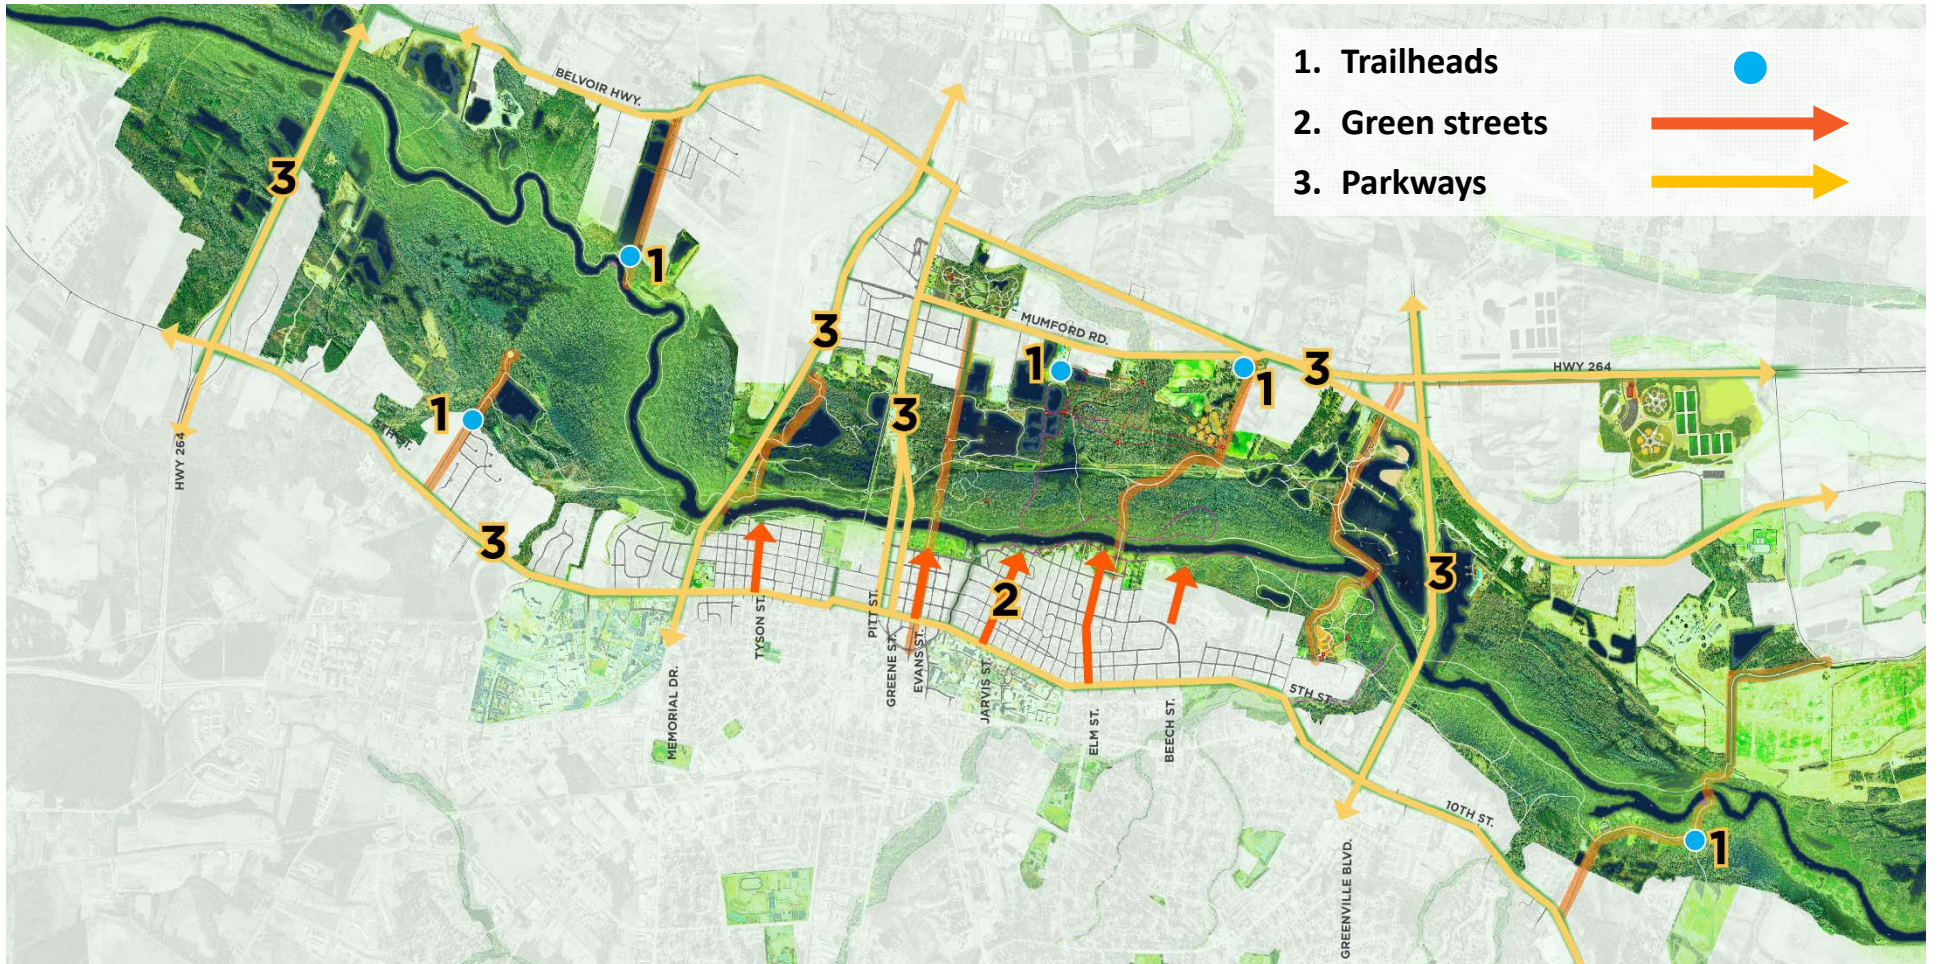 1. Trailheads
2. Green streets
3. Parkways
BELVOIR HWY.
3
1
3
MUMFORD RD.
1
1
3
HWY 264
1
5TH ST.
3
HWY 264
3
3
2
TYSON ST.
PITT ST.
GREENE ST.
EVANS ST.
JARVIS ST.
MEMORIAL DR.
ELM ST.
BEECH ST.
5TH ST.
10TH ST.
GREENVILLE BLVD.
1